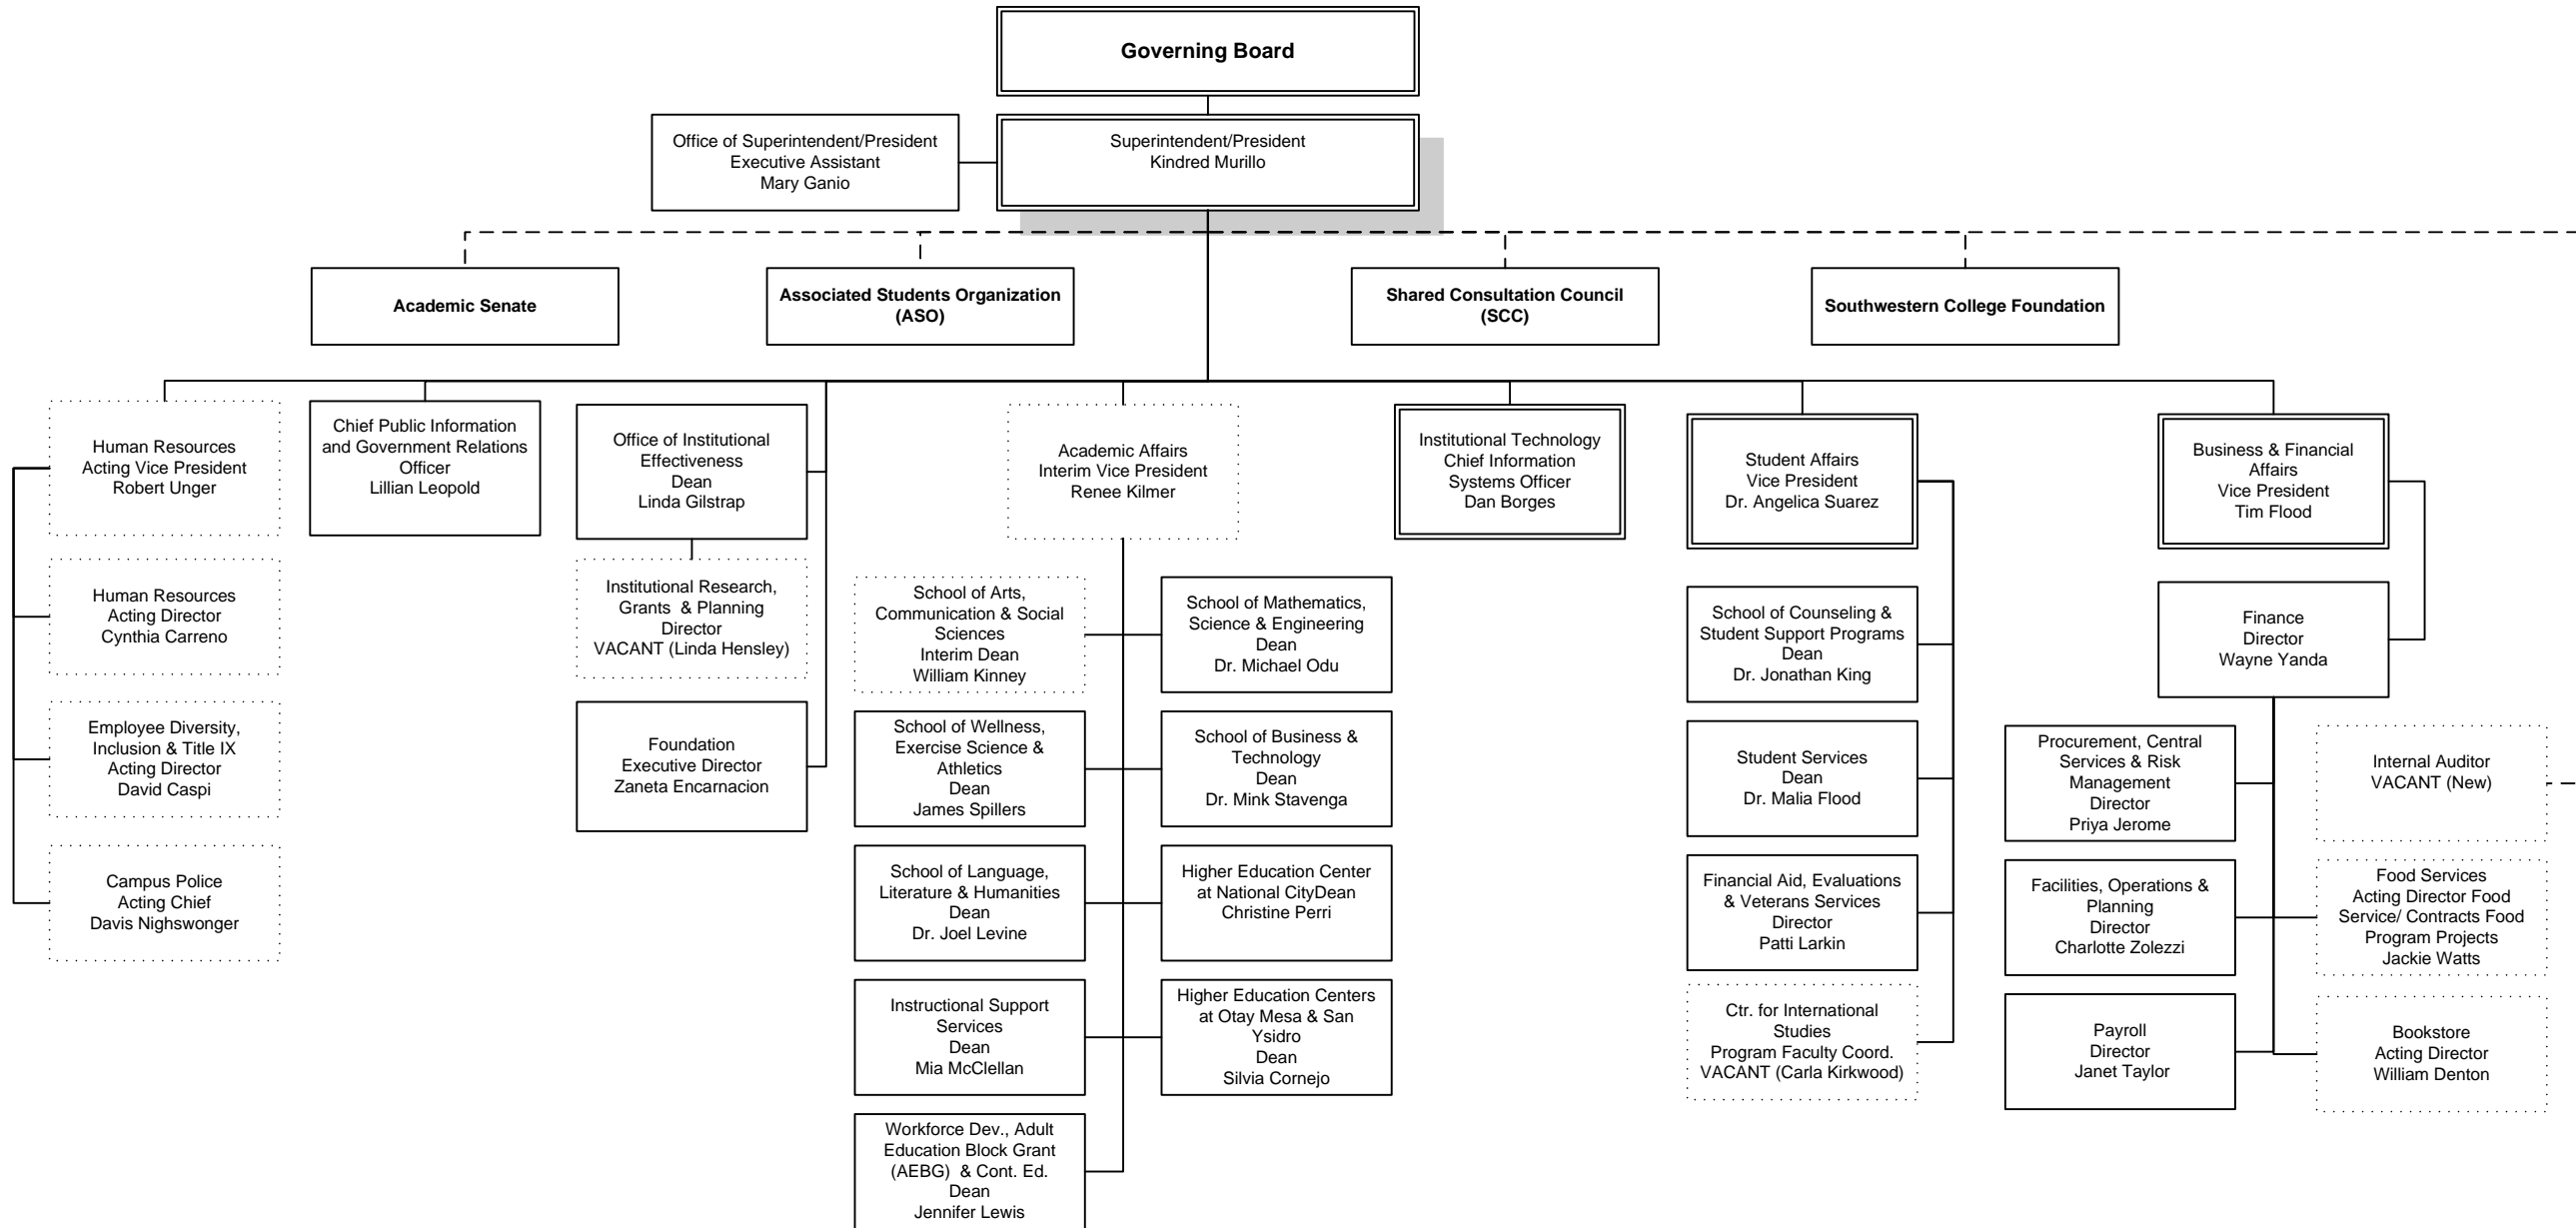 Governing Board
Office of Superintendent/President
Executive Assistant
Mary Ganio
Superintendent/President
Kindred Murillo
Academic Senate
Associated Students Organization
(ASO)
Shared Consultation Council
(SCC)
Southwestern College Foundation
Human Resources
Acting Vice President
Robert Unger
Chief Public Information
and Government Relations
Officer
Lillian Leopold
Office of Institutional
Effectiveness
Dean
Linda Gilstrap
Academic Affairs
Interim Vice President
Renee Kilmer
Institutional Technology
Chief Information
Systems Officer
Dan Borges
Student Affairs
Vice President
Dr. Angelica Suarez
Business & Financial
Affairs
Vice President
Tim Flood
Human Resources
Acting Director
Cynthia Carreno
Employee Diversity,
Inclusion & Title IX
Acting Director
David Caspi
Campus Police
Acting Chief
Davis Nighswonger
Institutional Research,
Grants & Planning
Director
VACANT (Linda Hensley)
Foundation
Executive Director
Zaneta Encarnacion
School of Arts,
Communication & Social
Sciences
Interim Dean
William Kinney
School of Mathematics,
Science & Engineering
Dean
Dr. Michael Odu
School of Wellness,
Exercise Science &
Athletics
Dean
James Spillers
School of Business &
Technology
Dean
Dr. Mink Stavenga
School of Language,
Literature & Humanities
Dean
Dr. Joel Levine
Higher Education Center
at National CityDean
Christine Perri
Instructional Support
Services
Dean
Mia McClellan
Higher Education Centers
at Otay Mesa & San
Ysidro
Dean
Silvia Cornejo
Workforce Dev., Adult
Education Block Grant
(AEBG) & Cont. Ed.
Dean
Jennifer Lewis
School of Counseling &
Student Support Programs
Dean
Dr. Jonathan King
Student Services
Dean
Dr. Malia Flood
Financial Aid, Evaluations
& Veterans Services
Director
Patti Larkin
Ctr. for International
Studies
Program Faculty Coord.
VACANT (Carla Kirkwood)
Finance
Director
Wayne Yanda
Procurement, Central
Services & Risk
Management
Director
Priya Jerome
Internal Auditor
VACANT (New)
Facilities, Operations &
Planning
Director
Charlotte Zolezzi
Food Services
Acting Director Food
Service/ Contracts Food
Program Projects
Jackie Watts
Payroll
Director
Janet Taylor
Bookstore
Acting Director
William Denton